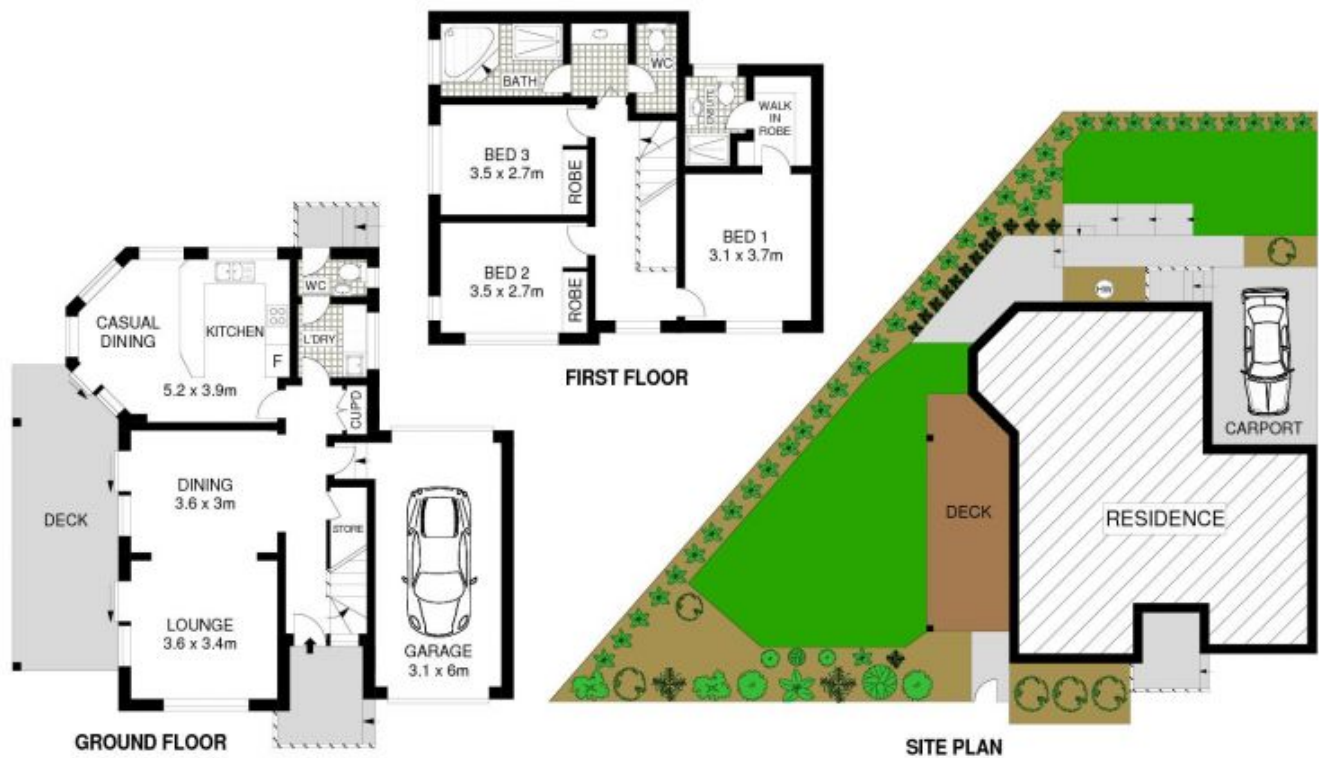 BATH
WC
ENSUITE
WALK
IN
ROBE
BED 3
3.5 x 2.7m
ROBE
BED 2
3.5 x 2.7m
ROBE
BED 1
3.1 x 3.7m
FIRST FLOOR
WC
CASUAL
DINING
KITCHEN
L'DRY
F
5.2 x 3.9m
CUP'D
DINING
3.6 x 3m
DECK
STORE
LOUNGE
3.6 x 3.4m
GARAGE
3.1 x 6m
GROUND FLOOR
HW
CARPORT
DECK
RESIDENCE
SITE PLAN